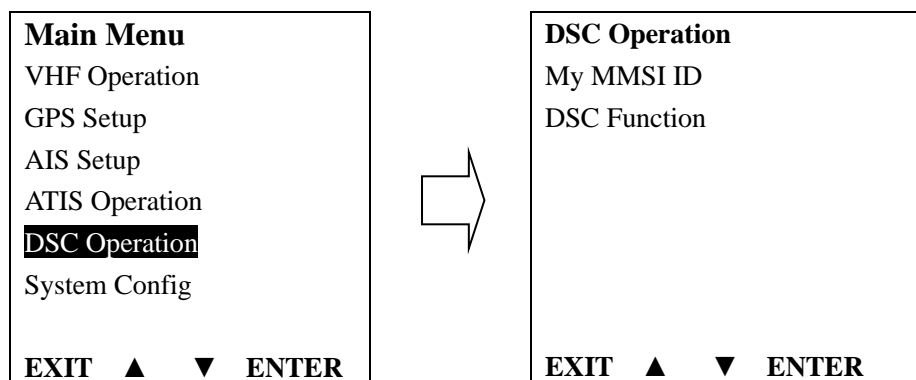 Main Menu
VHF Operation
GPS Setup
AIS Setup
ATIS Operation
DSC Operation
System Config
EXIT ▲ ▼ ENTER
DSC Operation
My MMSI ID
DSC Function
EXIT ▲ ▼ ENTER